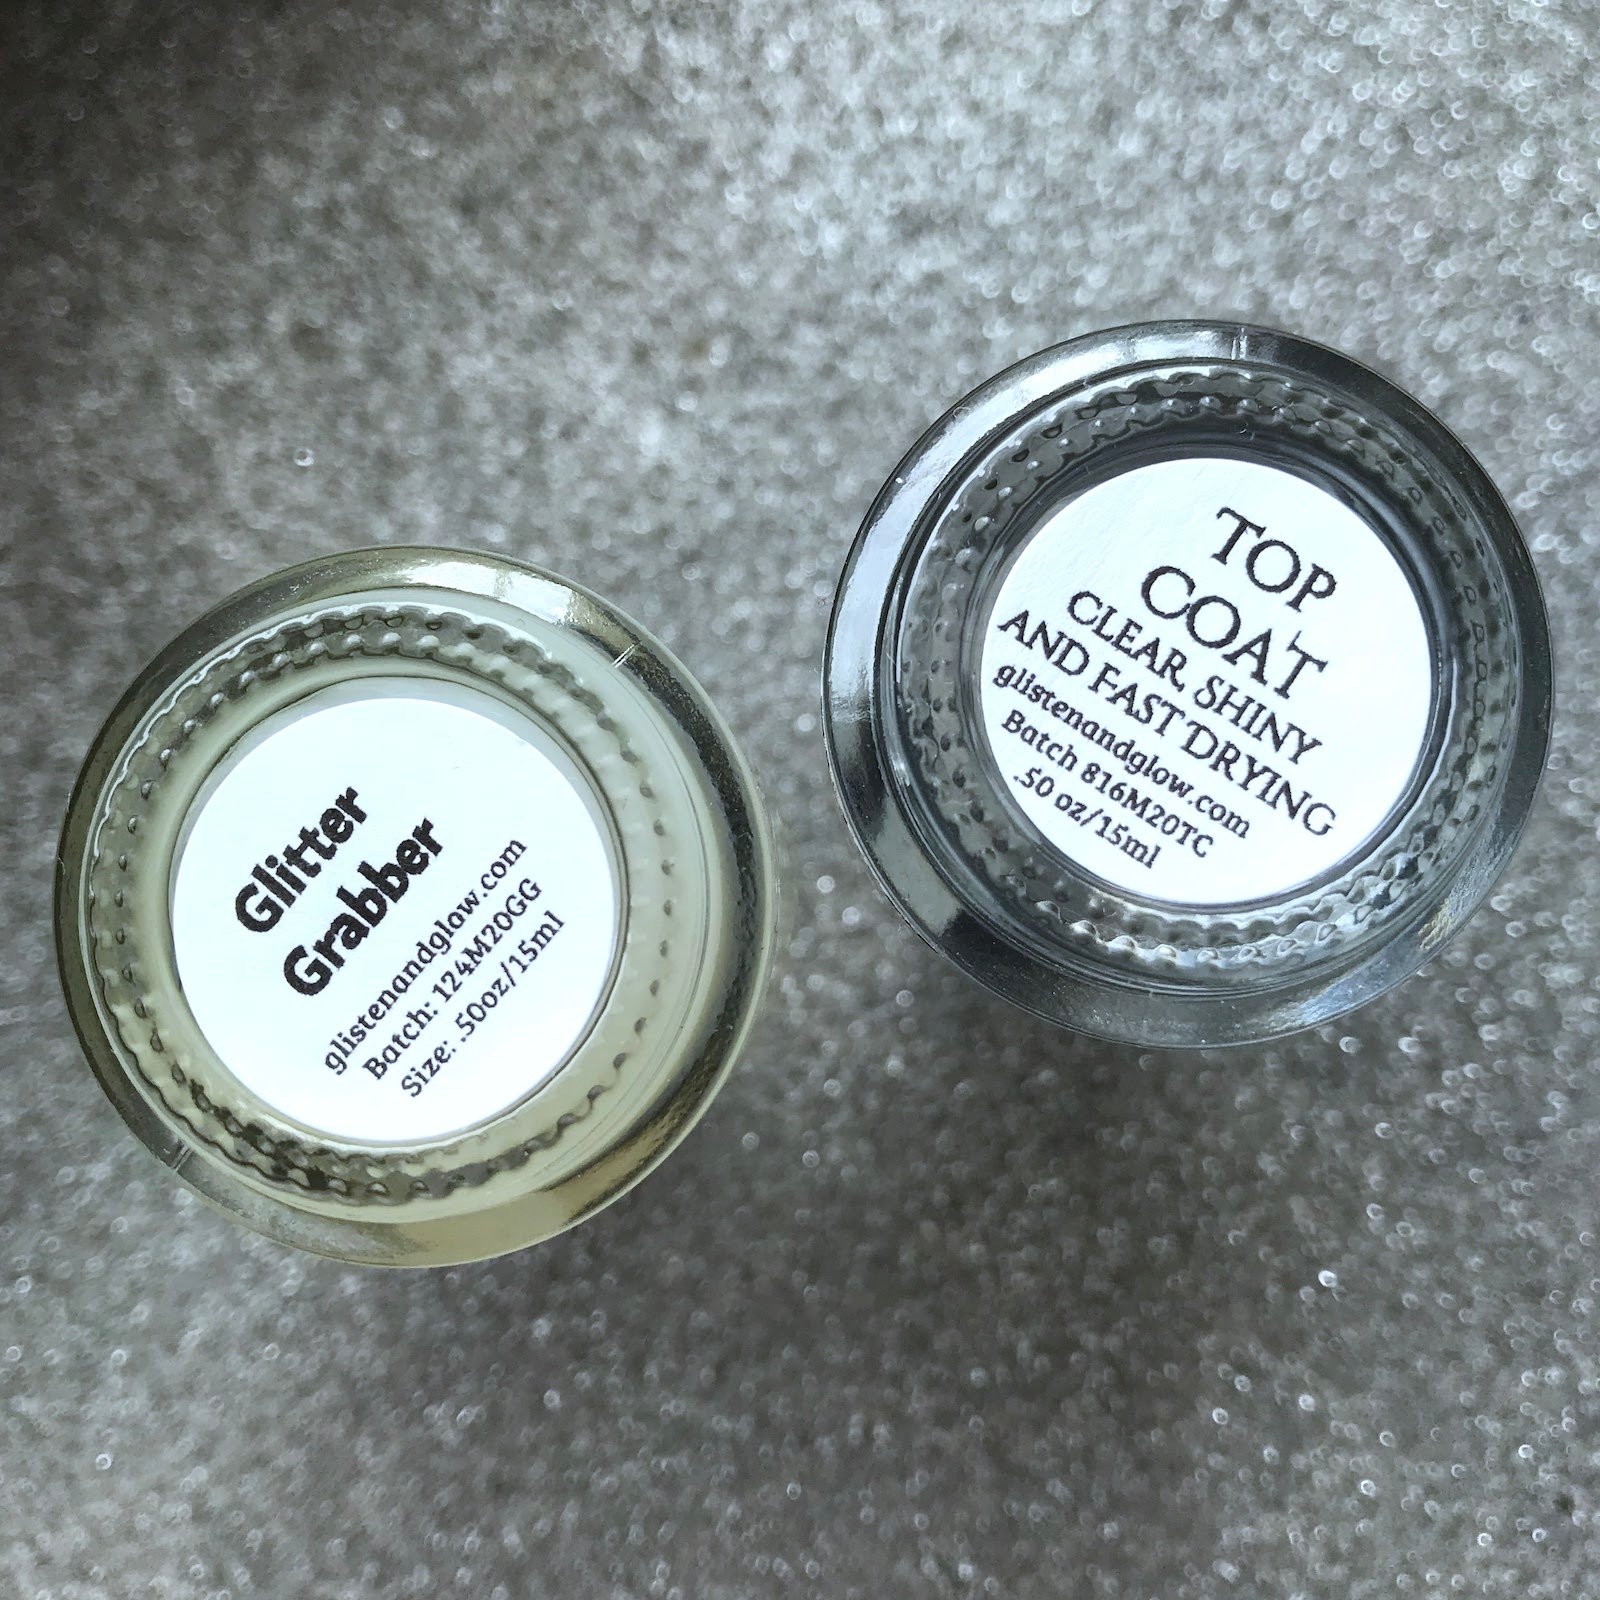 Glitter
Grabber
glistenandglow.com
Batch: 124M20GG
Size: .50oz/15ml
TOP
COAT
CLEAR, SHINY
AND FAST DRYING
glistenandglow.com
Batch 816M20TC
.50 oz/15ml